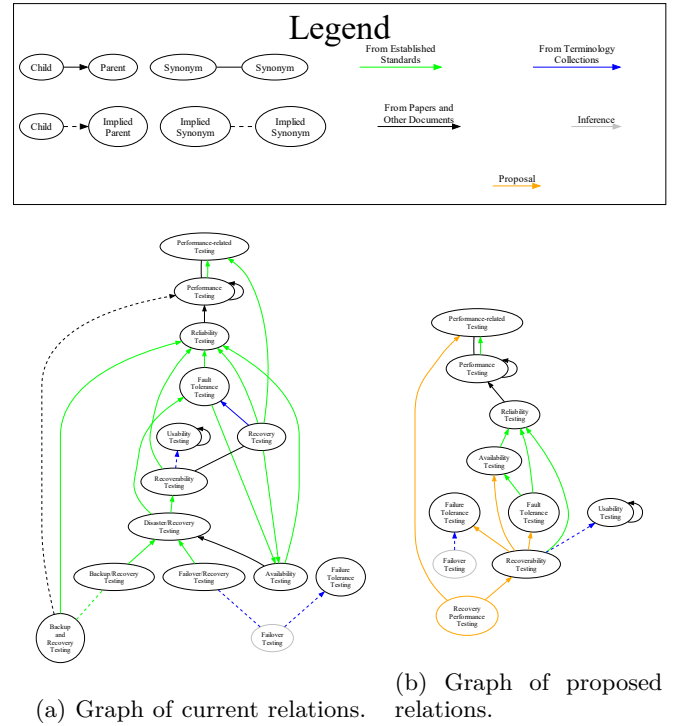 Legend
Child
Parent
Synonym
Synonym
From Established
Standards
From Terminology
Collections
Child
Implied
Parent
Implied
Synonym
Implied
Synonym
From Papers and
Other Documents
Inference
Proposal
Performance-related
Testing
Performance
Testing
Reliability
Testing
Fault
Tolerance
Testing
Usability
Testing
Recovery
Testing
Recoverability
Testing
Disaster/Recovery
Testing
Backup/Recovery
Testing
Failover/Recovery
Testing
Availability
Testing
Failure
Tolerance
Testing
Backup
and
Recovery
Testing
Failover
Testing
(a) Graph of current relations.
Performance-related
Testing
Performance
Testing
Reliability
Testing
Availability
Testing
Failure
Tolerance
Testing
Fault
Tolerance
Testing
Usability
Testing
Failover
Testing
Recoverability
Testing
Recovery
Performance
Testing
(b) Graph of proposed
relations.